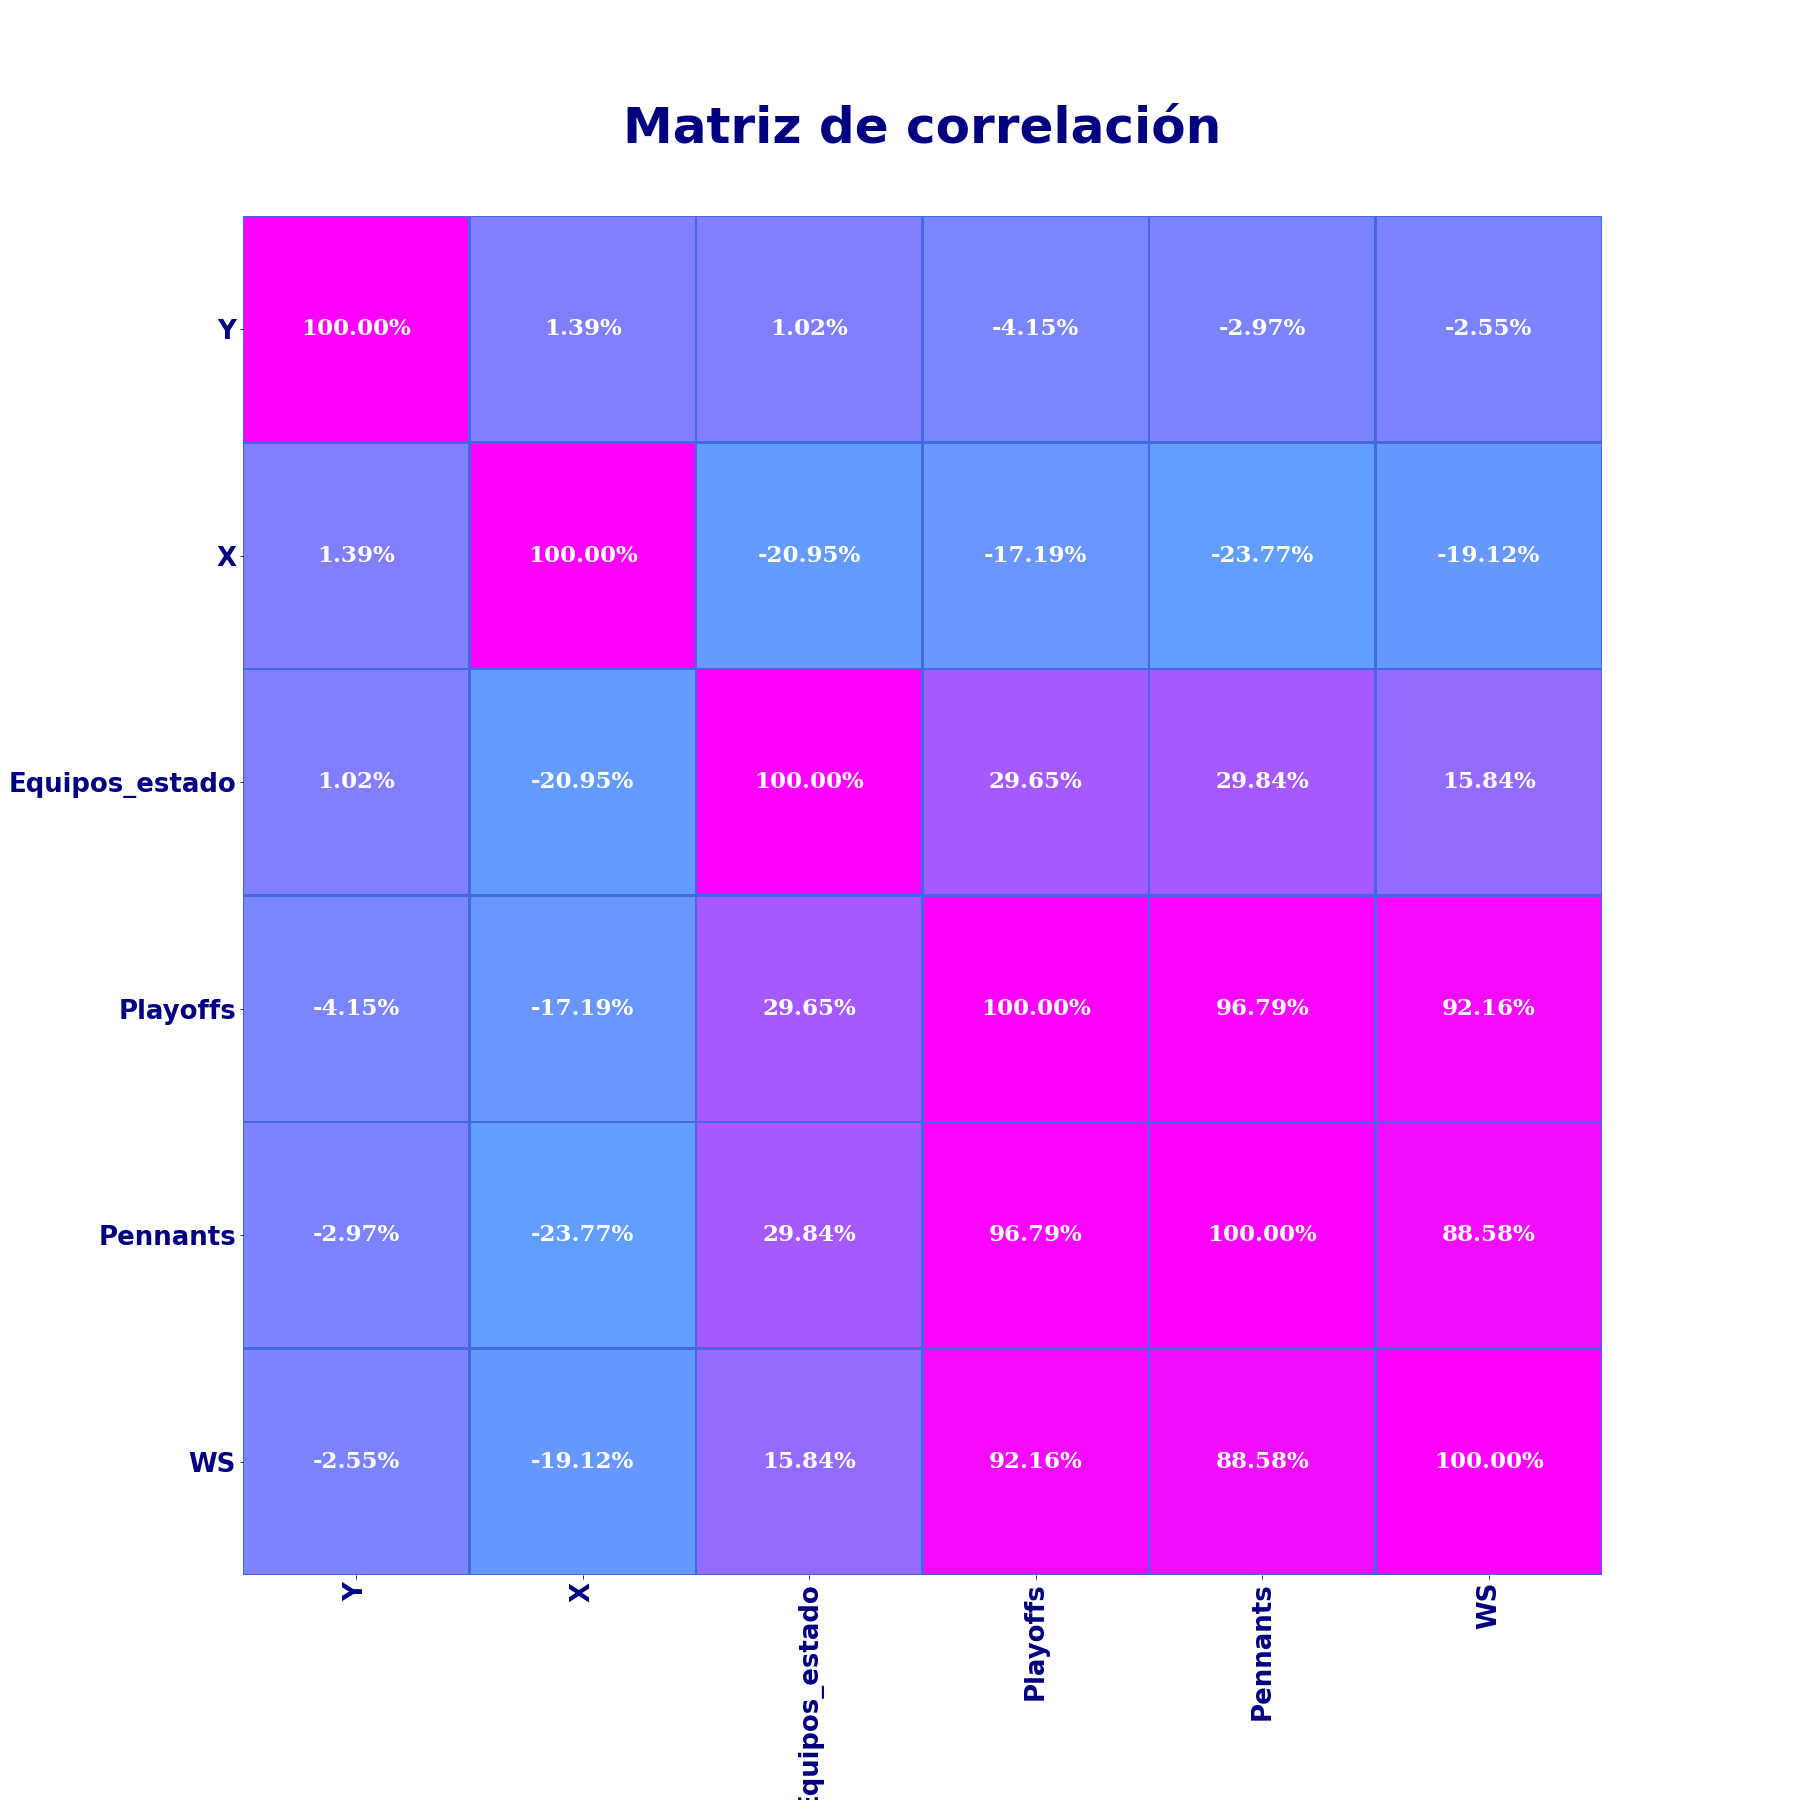 Matriz de correlación
Y 100.00% 1.39% 1.02% -4.15% -2.97% -2.55%
X 1.39% 100.00% -20.95% -17.19% -23.77% -19.12%
Equipos_estado 1.02% -20.95% 100.00% 29.65% 29.84% 15.84%
Playoffs -4.15% -17.19% 29.65% 100.00% 96.79% 92.16%
Pennants -2.97% -23.77% 29.84% 96.79% 100.00% 88.58%
WS -2.55% -19.12% 15.84% 92.16% 88.58% 100.00%
Y X Equipos_estado Playoffs Pennants WS